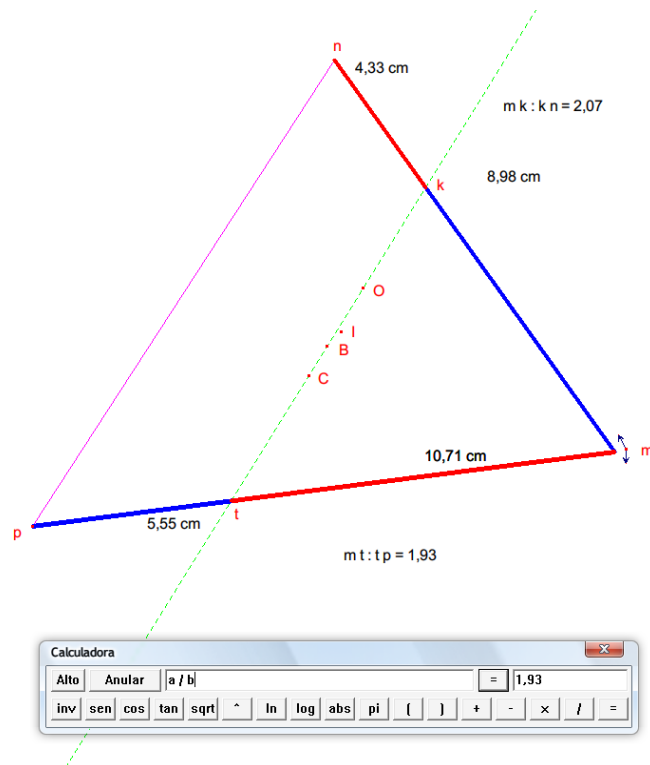 n
4,33 cm
m k : k n = 2,07
8,98 cm
k
O
I
B
C
10,71 cm
m
p
5,55 cm
t
m t : t p = 1,93
Calculadora
Alto Anular a / b = 1,93
inv sen cos tan sqrt ^ ln log abs pi ( ) + - x / =